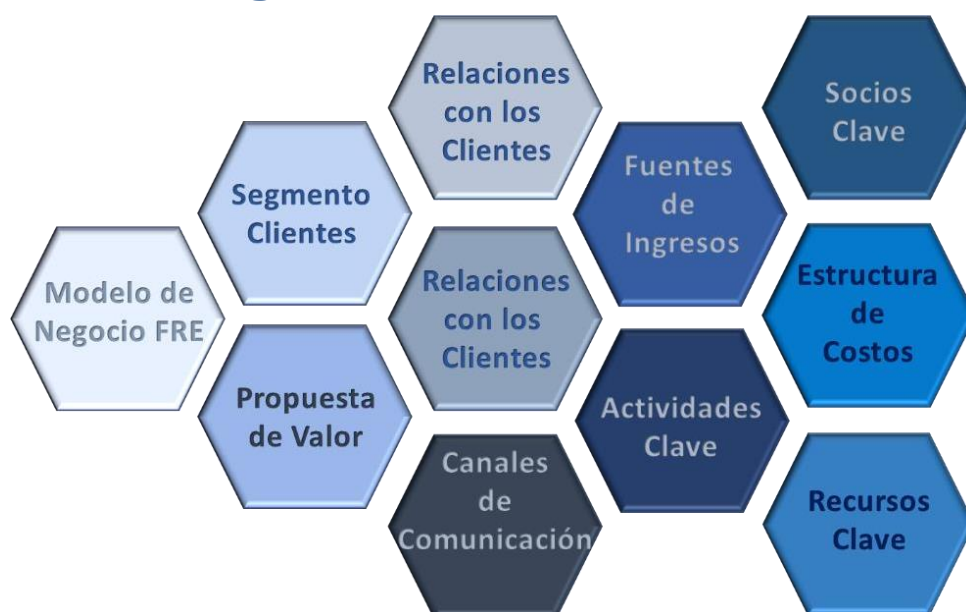 Modelo de
Negocio FRE
Segmento
Clientes
Propuesta
de Valor
Relaciones
con los
Clientes
Relaciones
con los
Clientes
Canales
de
Comunicación
Fuentes
de
Ingresos
Actividades
Clave
Socios
Clave
Estructura
de
Costos
Recursos
Clave